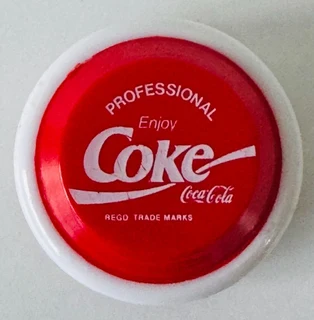 PROFESSIONAL
Enjoy
Coke
Coca-Cola
REGD TRADE MARKS